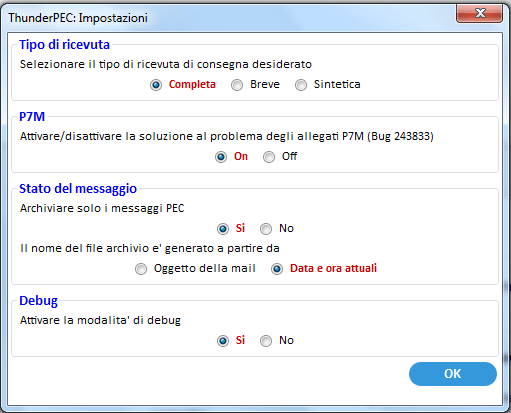 ThunderPEC: Impostazioni
Tipo di ricevuta
Selezionare il tipo di ricevuta di consegna desiderato
Completa Breve Sintetica
P7M
Attivare/disattivare la soluzione al problema degli allegati P7M (Bug 243833)
On Off
Stato del messaggio
Archiviare solo i messaggi PEC
Si No
Il nome del file archivio e' generato a partire da
Oggetto della mail Data e ora attuali
Debug
Attivare la modalita' di debug
Si No
OK